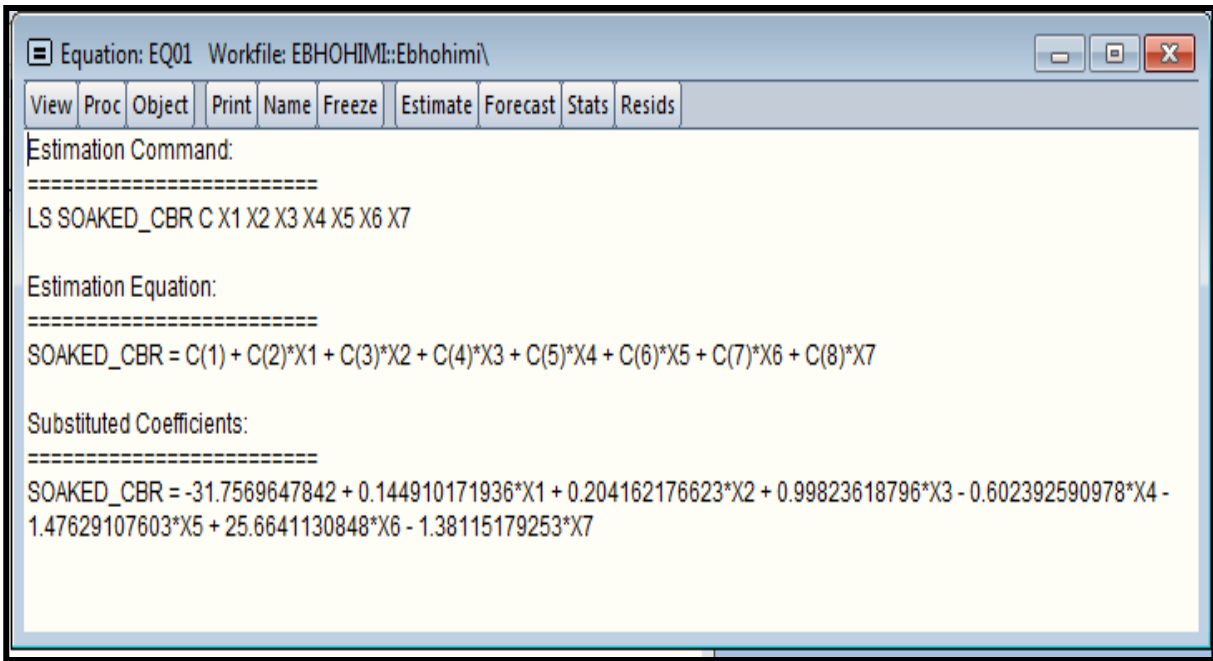 Equation: EQ01 Workfile: EBHOHIMI::Ebhohimi\
View Proc Object Print Name Freeze Estimate Forecast Stats Resids
Estimation Command:
=========================
LS SOAKED_CBR C X1 X2 X3 X4 X5 X6 X7
Estimation Equation:
=========================
SOAKED_CBR = C(1) + C(2)*X1 + C(3)*X2 + C(4)*X3 + C(5)*X4 + C(6)*X5 + C(7)*X6 + C(8)*X7
Substituted Coefficients:
=========================
SOAKED_CBR = -31.7569647842 + 0.144910171936*X1 + 0.204162176623*X2 + 0.99823618796*X3 - 0.602392590978*X4 -
1.47629107603*X5 + 25.6641130848*X6 - 1.38115179253*X7